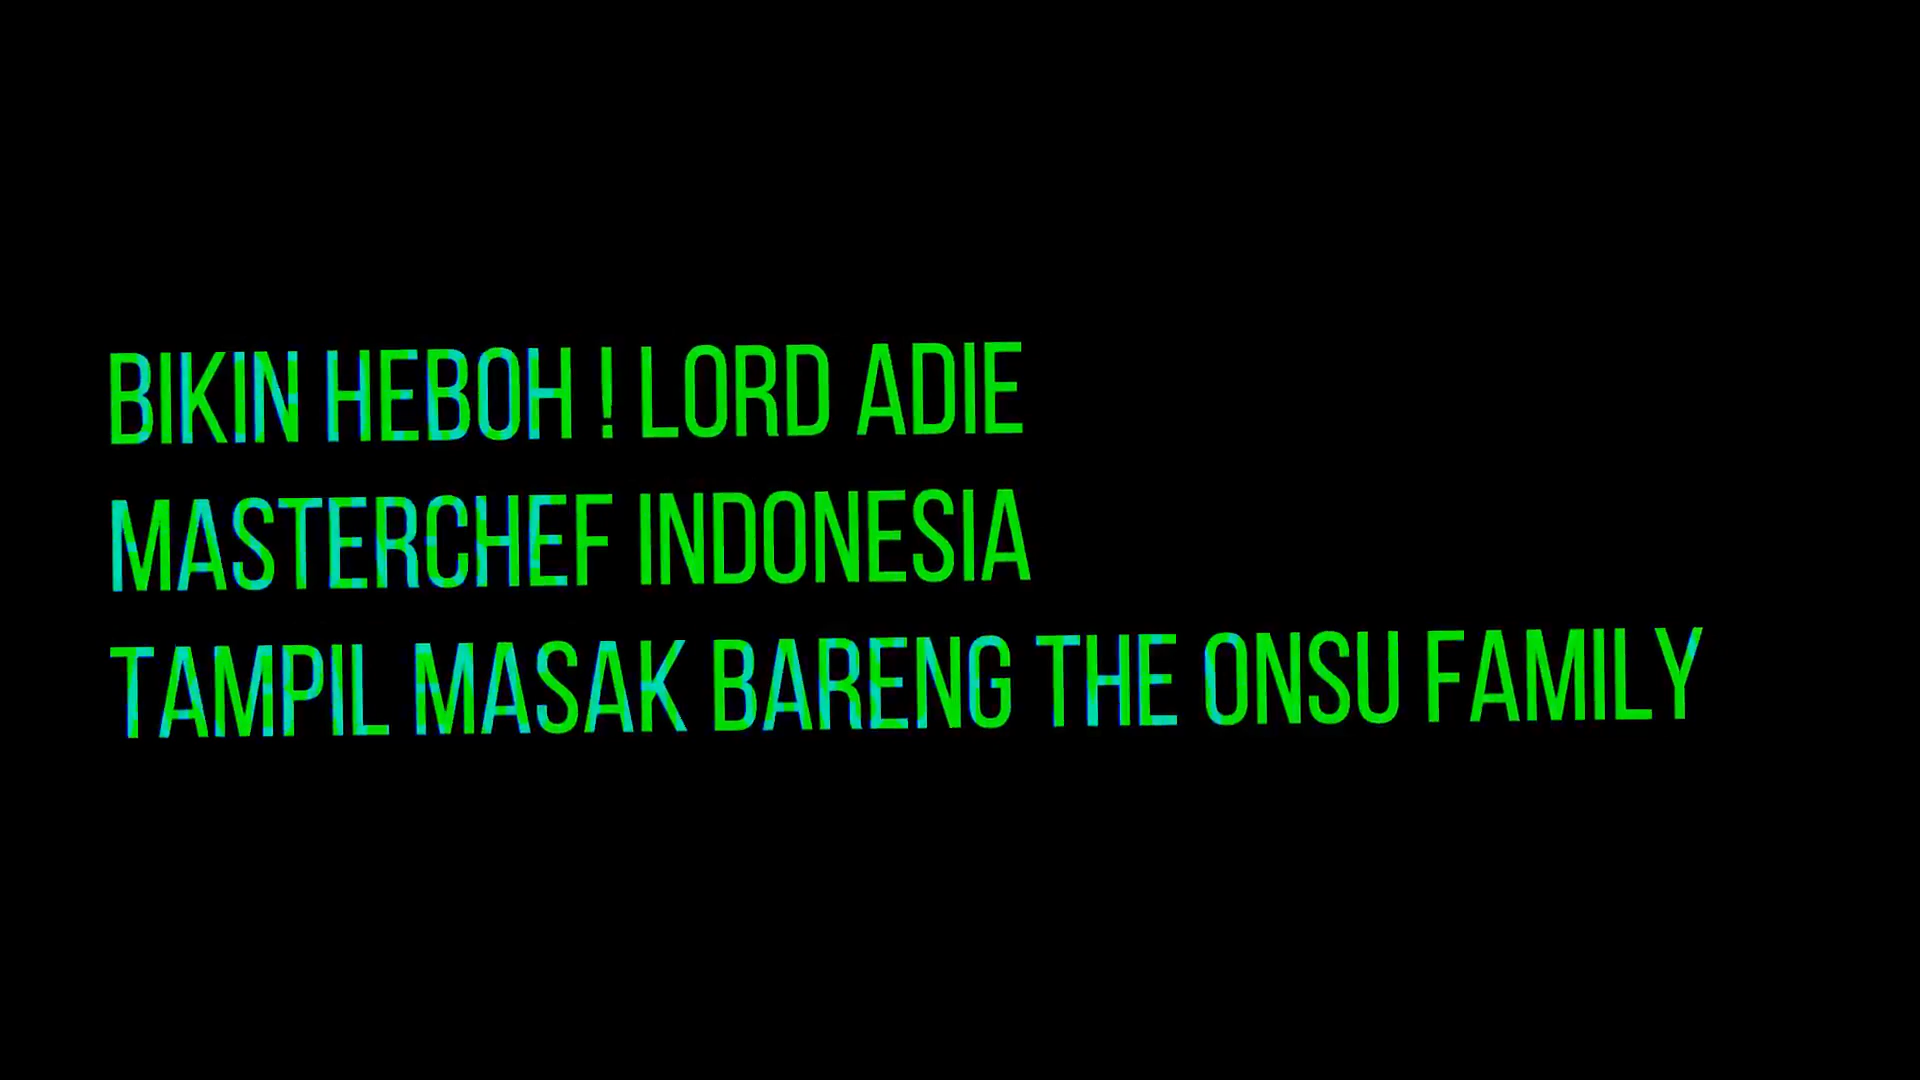 BIKIN HEBOH ! LORD ADIE
MASTERCHEF INDONESIA
TAMPIL MASAK BARENG THE ONSU FAMILY